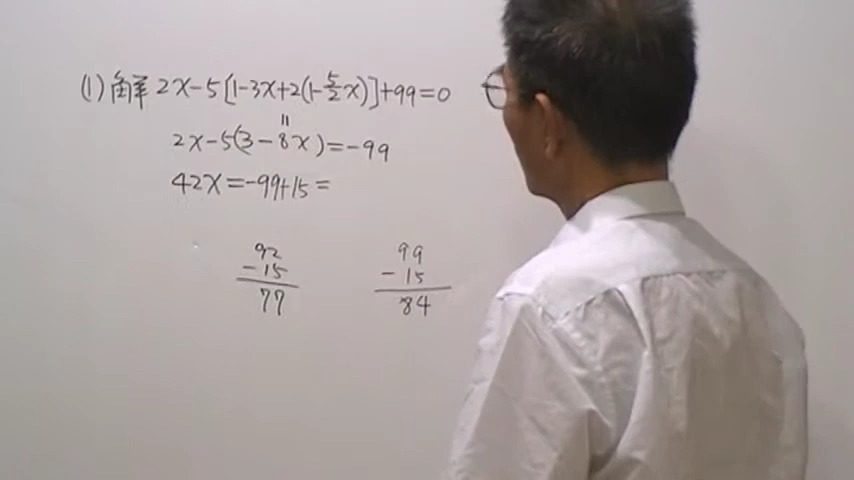 (1) 解 2x-5[1-3x+2(1-5/2x)]+99=0
=
2x-5(3-8x)=-99
42x=-99+15=
92
-15
77
99
-15
84